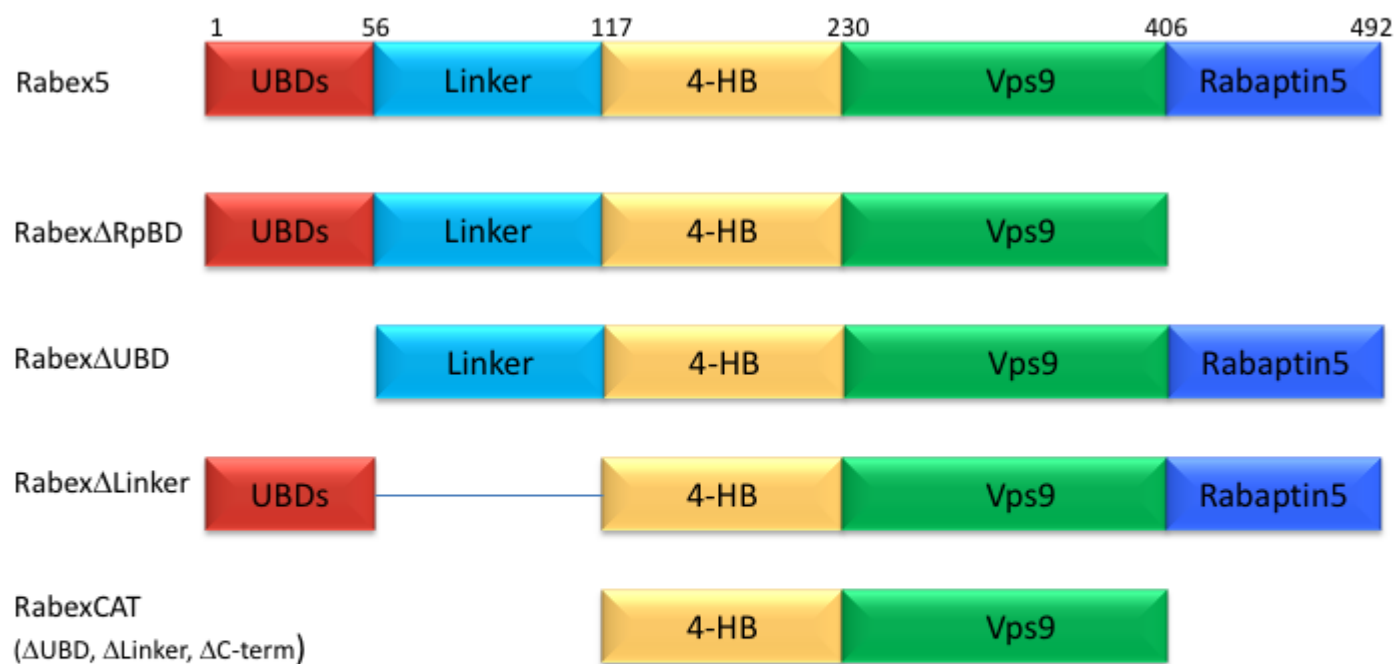 1 56 117 230 406 492
Rabex5 UBDs Linker 4-HB Vps9 Rabaptin5
RabexΔRpBD UBDs Linker 4-HB Vps9
RabexΔUBD Linker 4-HB Vps9 Rabaptin5
RabexΔLinker UBDs 4-HB Vps9 Rabaptin5
RabexCAT 4-HB Vps9
(ΔUBD, ΔLinker, ΔC-term)